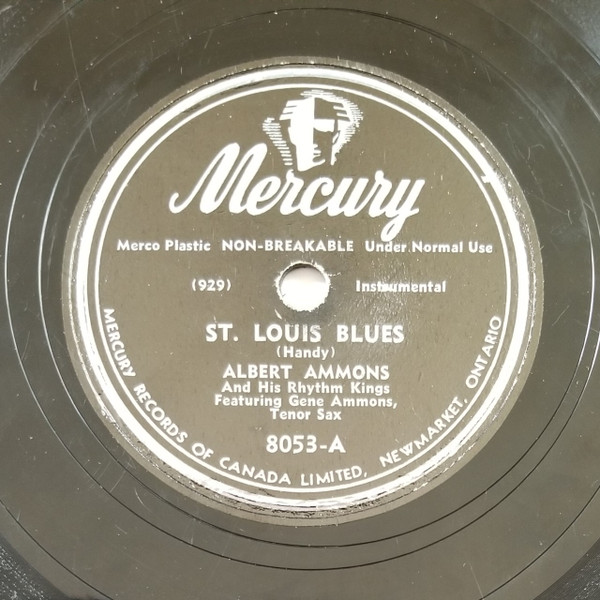 Mercury
Merco Plastic NON-BREAKABLE Under Normal Use
(929) Instrumental
ST. LOUIS BLUES
(Handy)
ALBERT AMMONS
And His Rhythm Kings
Featuring Gene Ammons,
Tenor Sax
8053-A
MERCURY RECORDS OF CANADA LIMITED, NEWMARKET, ONTARIO